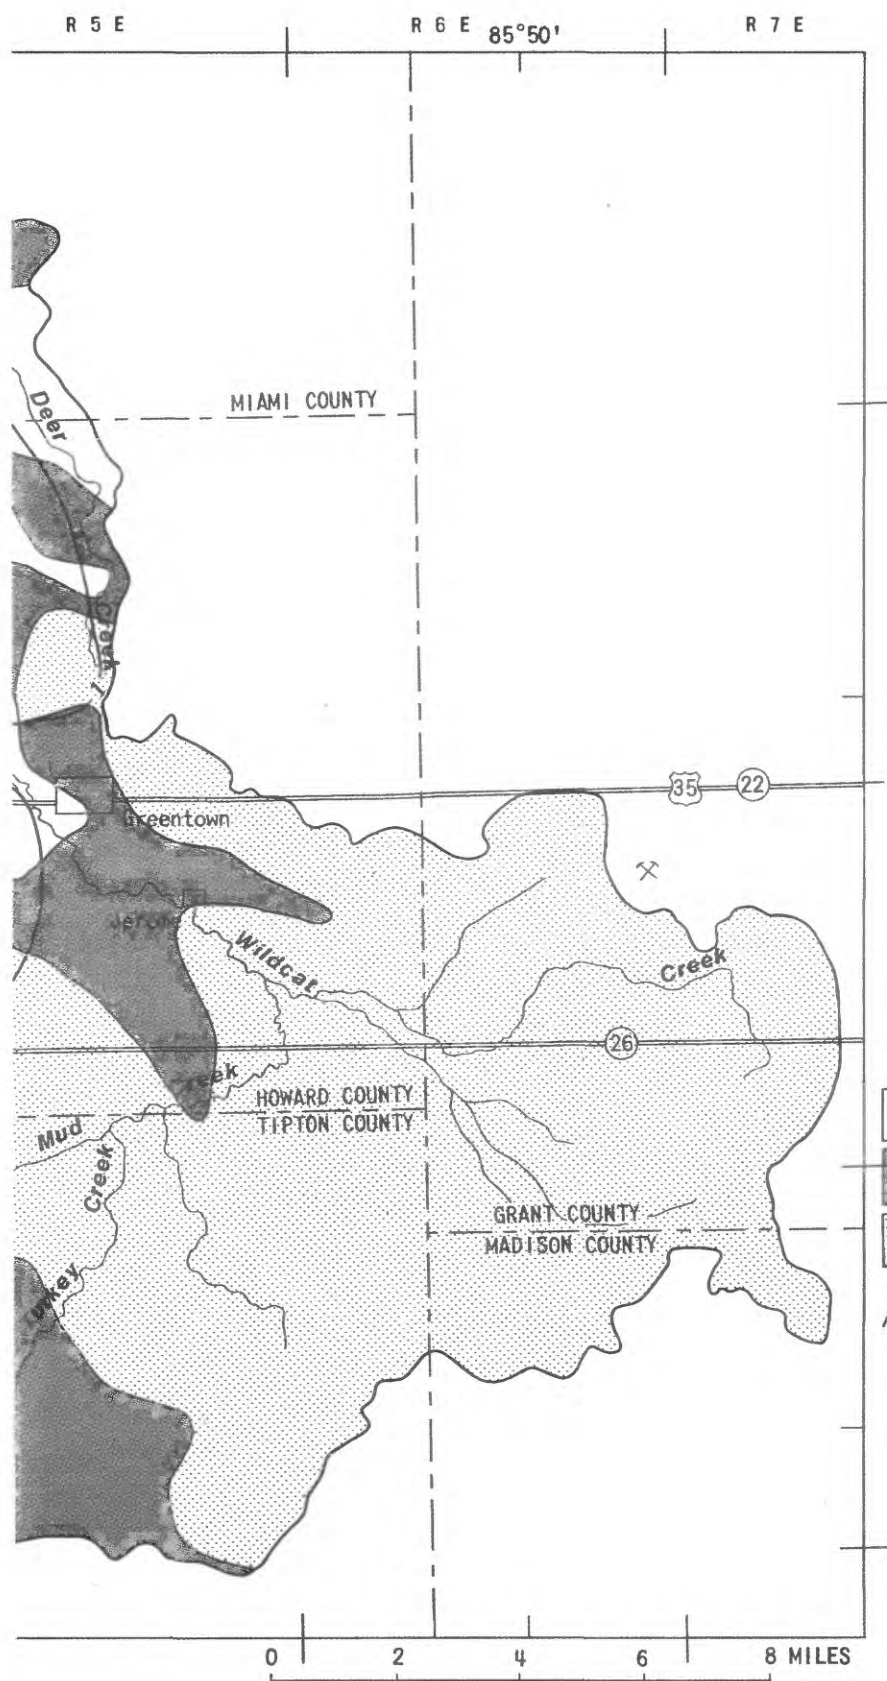 R 5 E
R 6 E
85°50'
R 7 E
MIAMI COUNTY
Deer
Creek
35
22
Greentown
Wildcat
Creek
26
HOWARD COUNTY
TIPTON COUNTY
Mud
Creek
GRANT COUNTY
MADISON COUNTY
0 2 4 6 8 MILES